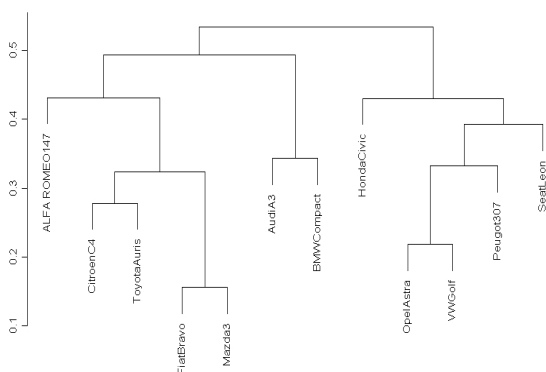 0.5
0.4
0.3
0.2
0.1
ALFA ROMEO147
CitroenC4
ToyotaAuris
FiatBravo
Mazda3
AudiA3
BMWCompact
HondaCivic
OpelAstra
VWGolf
Peugot307
SeatLeon